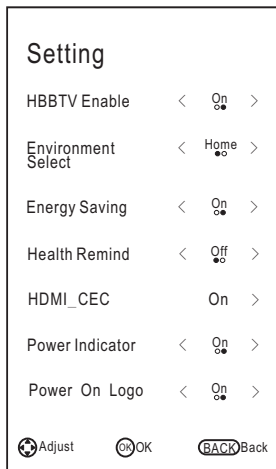 Setting
HBBTV Enable < On >
Environment < Home >
Select
Energy Saving < On >
Health Remind < Off >
HDMI_CEC On >
Power Indicator < On >
Power On Logo < On >
Adjust OK OK BACK Back